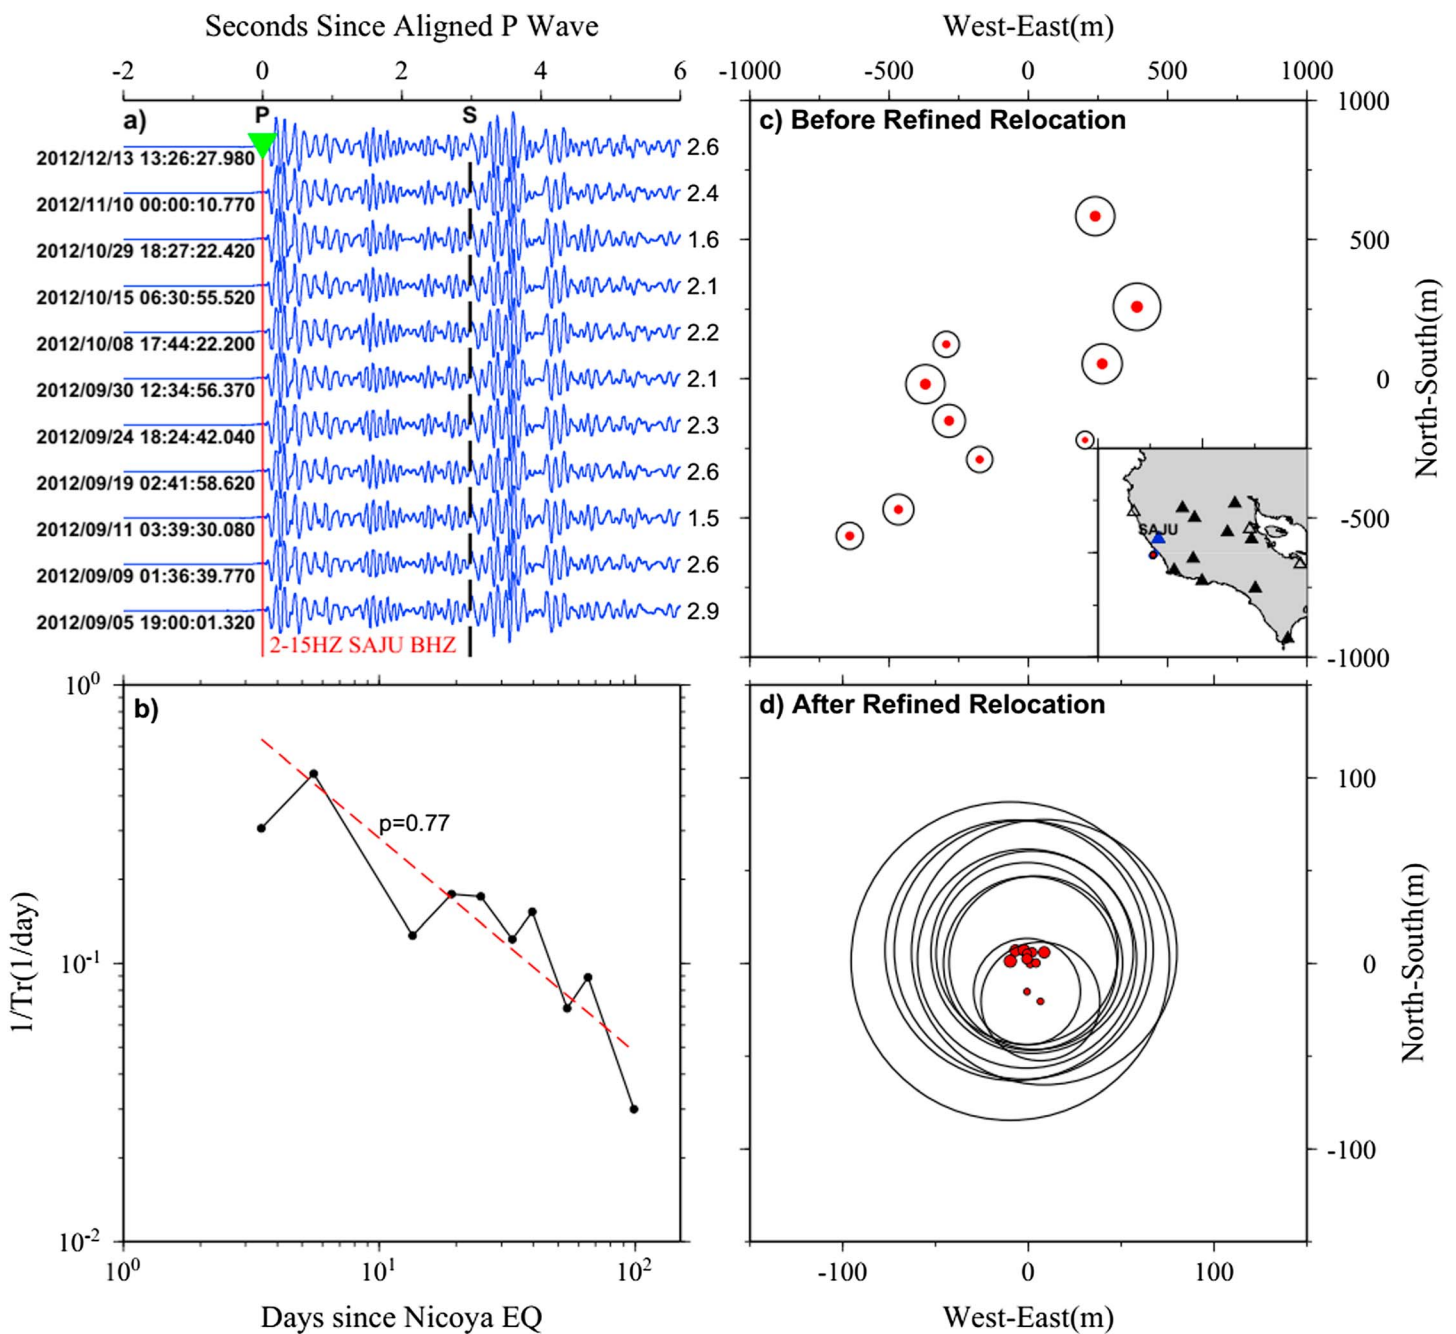 Seconds Since Aligned P Wave
-2 0 2 4 6
a) P S
2012/12/13 13:26:27.980 2.6
2012/11/10 00:00:10.770 2.4
2012/10/29 18:27:22.420 1.6
2012/10/15 06:30:55.520 2.1
2012/10/08 17:44:22.200 2.2
2012/09/30 12:34:56.370 2.1
2012/09/24 18:24:42.040 2.3
2012/09/19 02:41:58.620 2.6
2012/09/11 03:39:30.080 1.5
2012/09/09 01:36:39.770 2.6
2012/09/05 19:00:01.320 2.9
2-15HZ SAJU BHZ
West-East(m)
-1000 -500 0 500 1000
c) Before Refined Relocation
1000
500
0
-500
-1000
North-South(m)
SAJU
b)
10⁰
10⁻¹
10⁻²
1/Tr(1/day)
p=0.77
10⁰ 10¹ 10²
Days since Nicoya EQ
d) After Refined Relocation
100
0
-100
North-South(m)
-100 0 100
West-East(m)